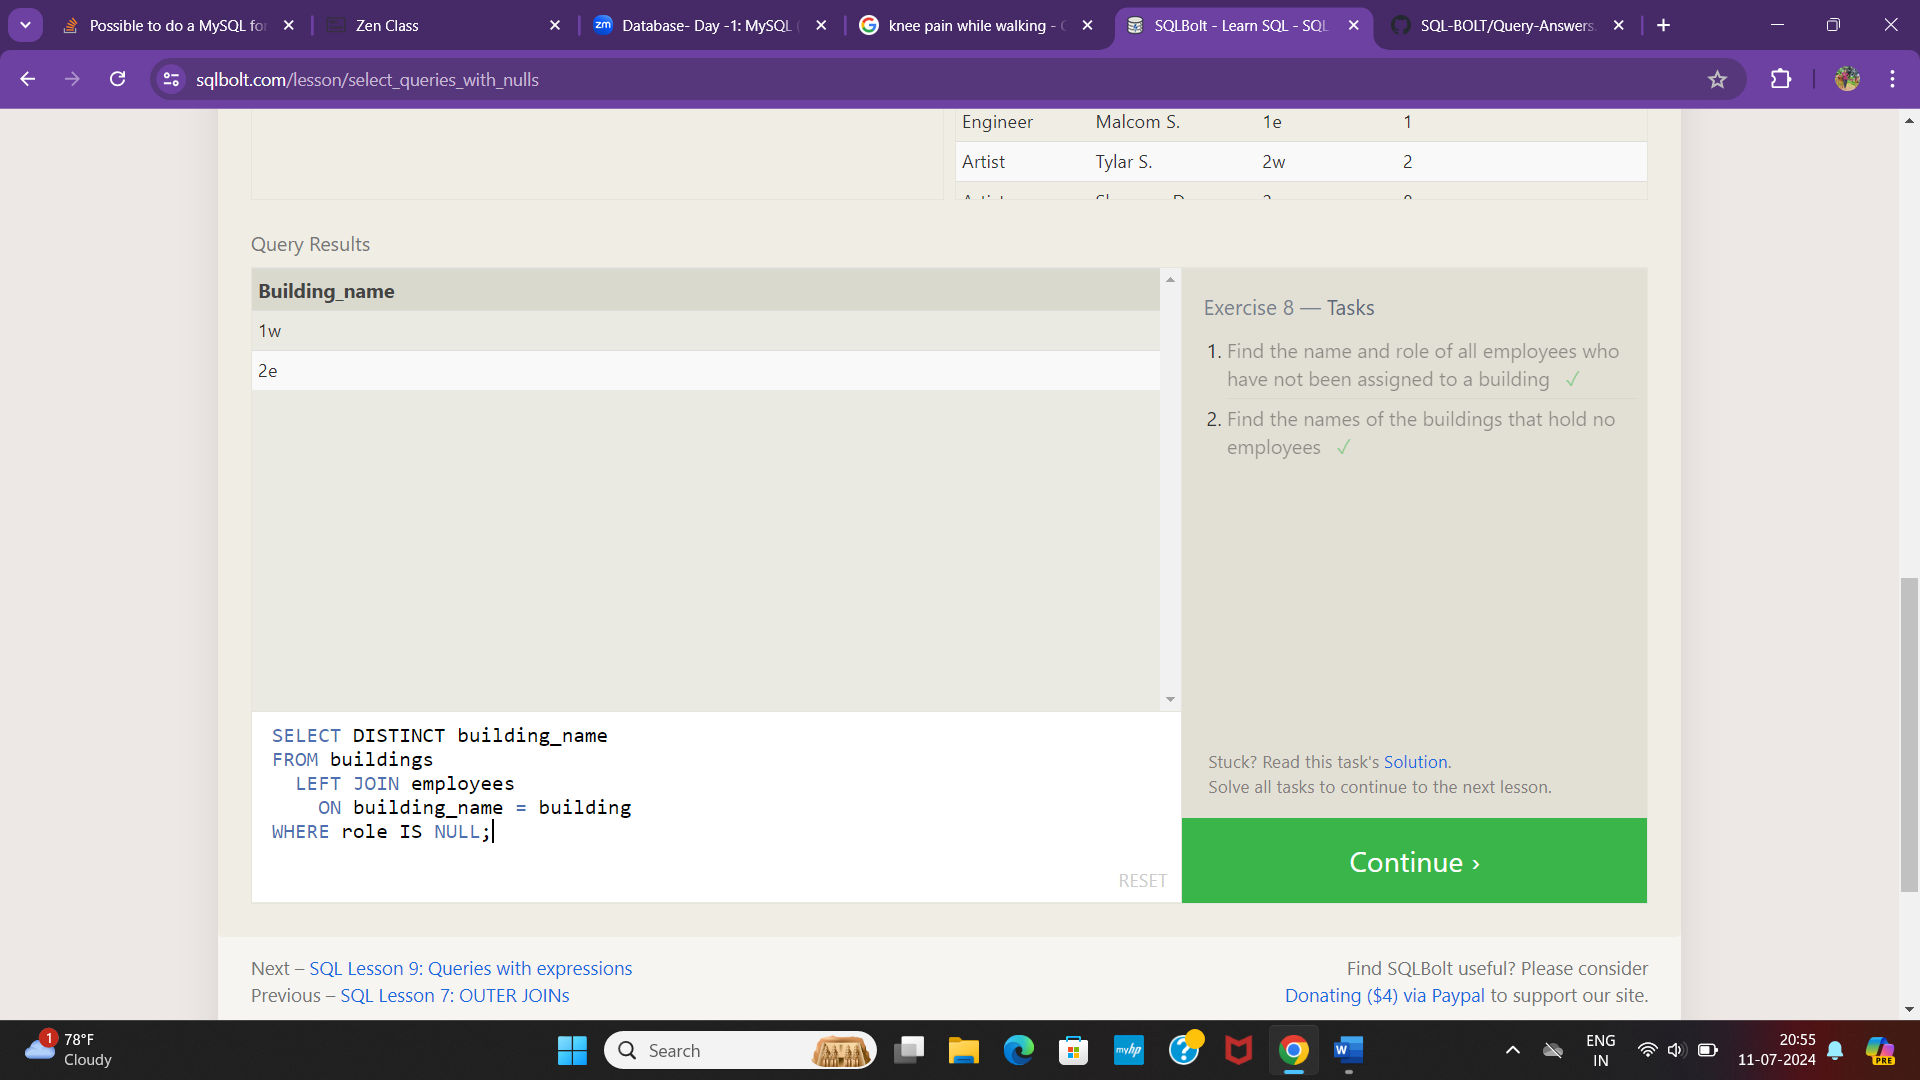 Possible to do a MySQL for
Zen Class
zm Database- Day -1: MySQL (
knee pain while walking - G
SQLBolt - Learn SQL - SQL
SQL-BOLT/Query-Answers.
sqlbolt.com/lesson/select_queries_with_nulls
Engineer Malcom S. 1e 1
Artist Tylar S. 2w 2
Query Results
Building_name
1w
2e
Exercise 8 — Tasks
1. Find the name and role of all employees who
have not been assigned to a building ✓
2. Find the names of the buildings that hold no
employees ✓
SELECT DISTINCT building_name
FROM buildings
LEFT JOIN employees
ON building_name = building
WHERE role IS NULL;
RESET
Stuck? Read this task's Solution.
Solve all tasks to continue to the next lesson.
Continue ›
Next – SQL Lesson 9: Queries with expressions
Previous – SQL Lesson 7: OUTER JOINs
Find SQLBolt useful? Please consider
Donating ($4) via Paypal to support our site.
1
78°F
Cloudy
Search
myhp
W
ENG
IN
20:55
11-07-2024
PRE